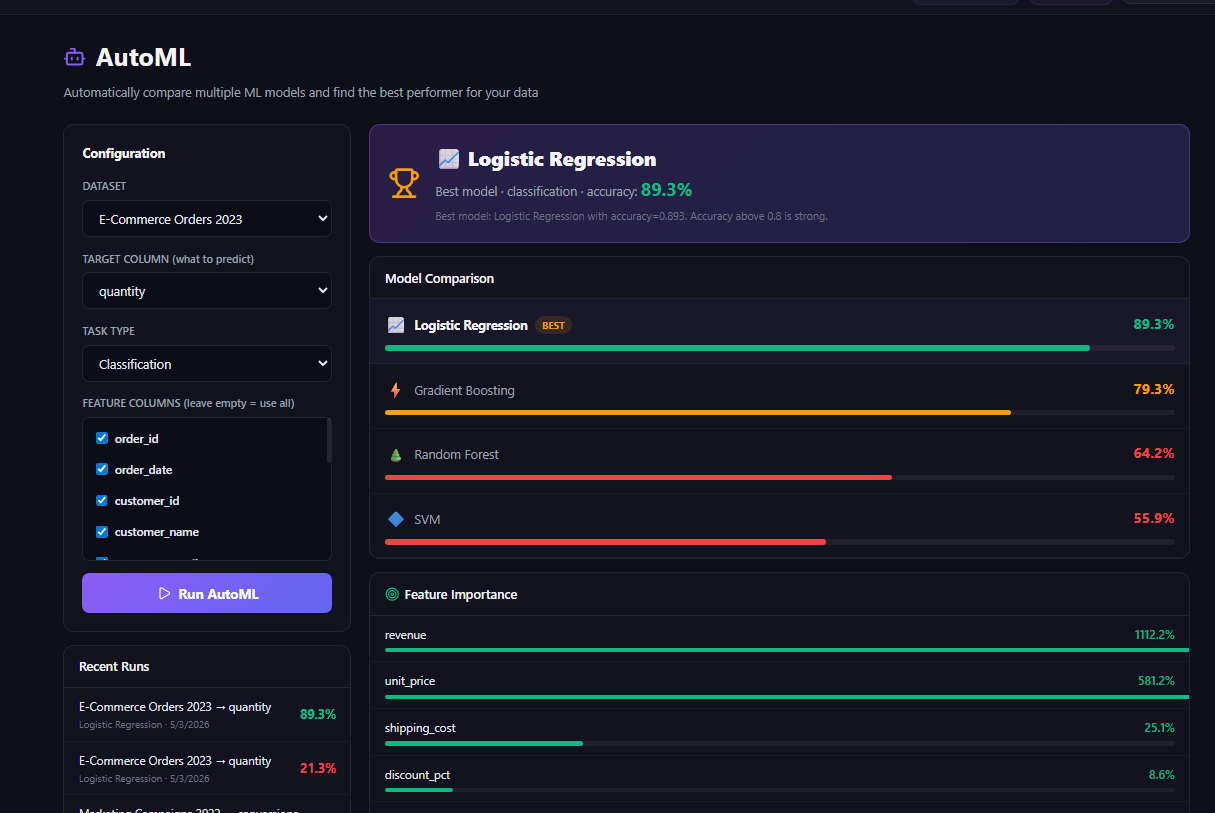 AutoML
Automatically compare multiple ML models and find the best performer for your data
Configuration
DATASET
E-Commerce Orders 2023
TARGET COLUMN (what to predict)
quantity
TASK TYPE
Classification
FEATURE COLUMNS (leave empty = use all)
order_id
order_date
customer_id
customer_name
Run AutoML
Recent Runs
E-Commerce Orders 2023 → quantity
89.3%
Logistic Regression · 5/3/2026
E-Commerce Orders 2023 → quantity
21.3%
Logistic Regression · 5/3/2026
Logistic Regression
Best model · classification · accuracy: 89.3%
Best model: Logistic Regression with accuracy=0.893. Accuracy above 0.8 is strong.
Model Comparison
Logistic Regression BEST 89.3%
Gradient Boosting 79.3%
Random Forest 64.2%
SVM 55.9%
Feature Importance
revenue 1112.2%
unit_price 581.2%
shipping_cost 25.1%
discount_pct 8.6%